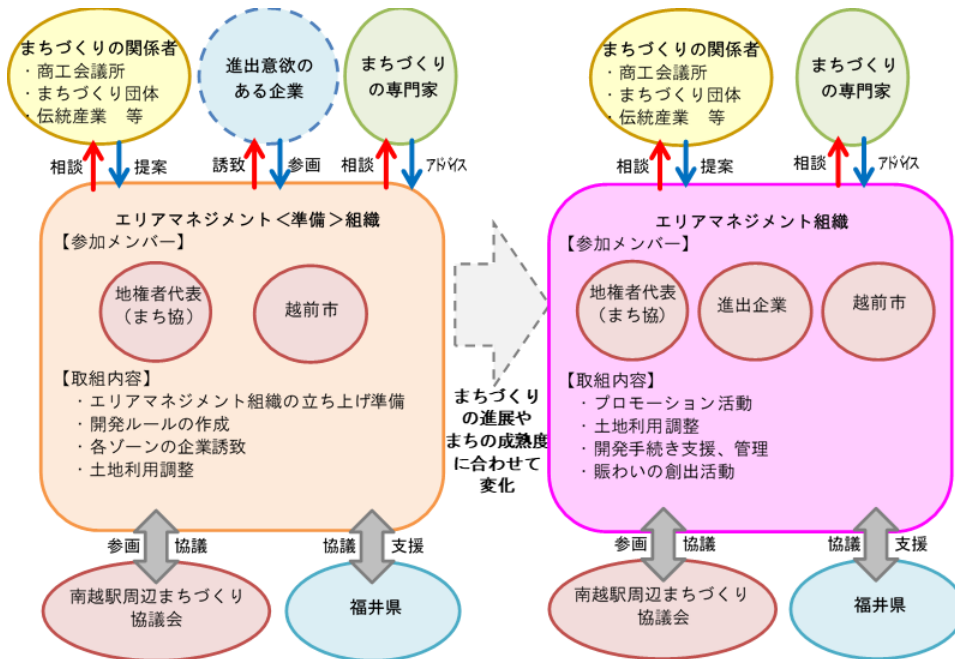 まちづくりの関係者
・商工会議所
・まちづくり団体
・伝統産業　等
進出意欲の
ある企業
まちづくり
の専門家
相談
提案
誘致
参画
相談
アドバイス
エリアマネジメント＜準備＞組織
【参加メンバー】
地権者代表
（まち協）
越前市
【取組内容】
・エリアマネジメント組織の立ち上げ準備
・開発ルールの作成
・各ゾーンの企業誘致
・土地利用調整
参画
協議
協議
支援
南越駅周辺まちづくり
協議会
福井県
まちづくり
の進展や
まちの成熟度
に合わせて
変化
まちづくりの関係者
・商工会議所
・まちづくり団体
・伝統産業　等
まちづくり
の専門家
相談
提案
相談
アドバイス
エリアマネジメント組織
【参加メンバー】
地権者代表
（まち協）
進出企業
越前市
【取組内容】
・プロモーション活動
・土地利用調整
・開発手続き支援、管理
・賑わいの創出活動
参画
協議
協議
支援
南越駅周辺まちづくり
協議会
福井県